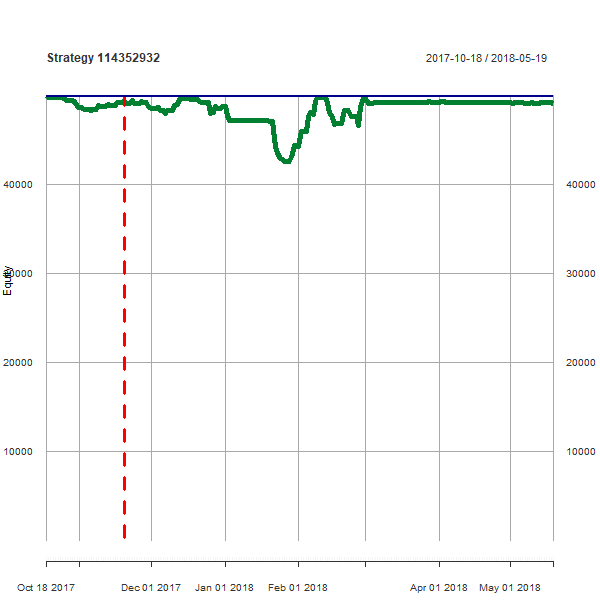 Strategy 114352932 2017-10-18 / 2018-05-19
40000 40000
Equity
30000
20000 20000
10000 10000
Oct 18 2017 Dec 01 2017 Jan 01 2018 Feb 01 2018 Apr 01 2018 May 01 2018